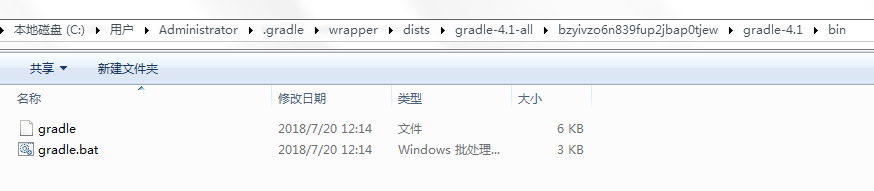 本地磁盘 (C:) 用户 Administrator .gradle wrapper dists gradle-4.1-all bzyivzo6n839fup2jbap0tjew gradle-4.1 bin
共享 新建文件夹
名称 修改日期 类型 大小
gradle 2018/7/20 12:14 文件 6 KB
gradle.bat 2018/7/20 12:14 Windows 批处理... 3 KB